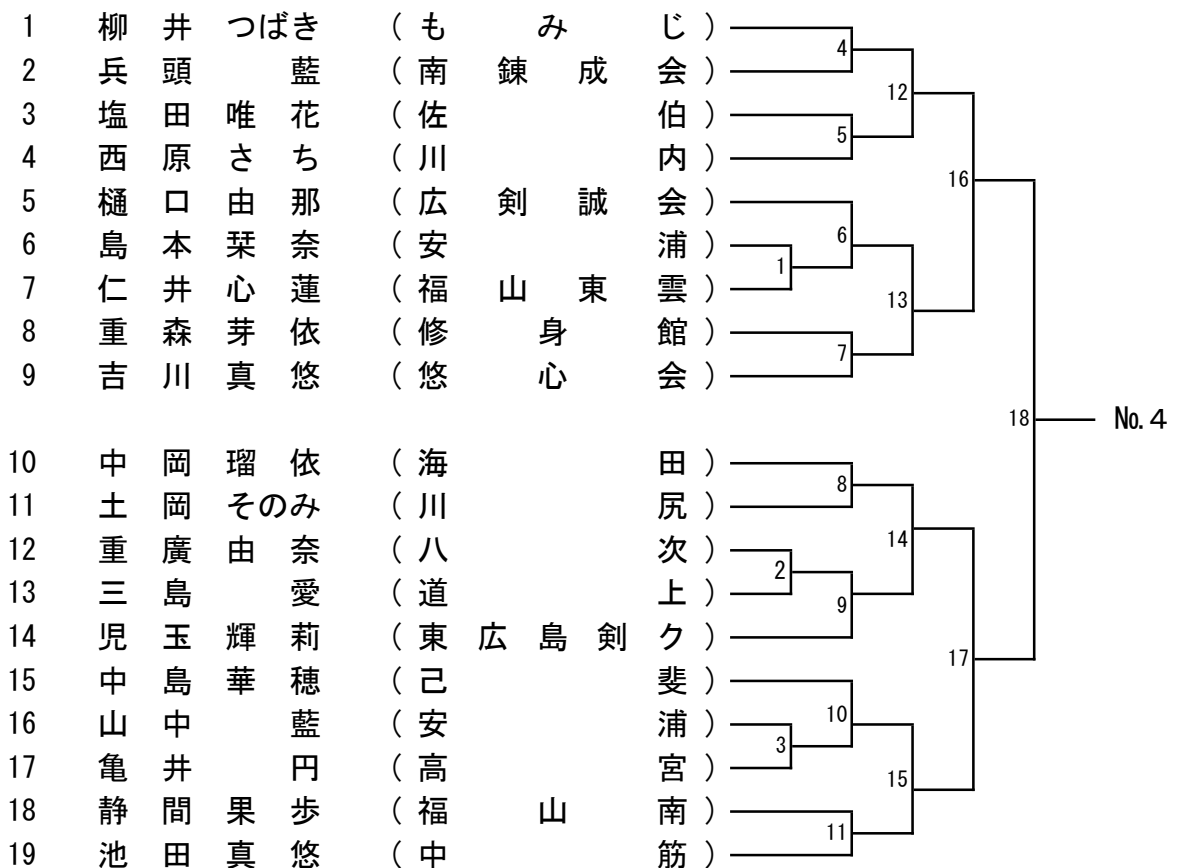 1 柳井つばき (もみじ)
2 兵頭藍 (南錬成会)
3 塩田唯花 (佐伯)
4 西原さち (川内)
5 樋口由那 (広剣誠会)
6 島本栞奈 (安浦)
7 仁井心蓮 (福山東雲)
8 重森芽依 (修身館)
9 吉川真悠 (悠心会)
10 中岡瑠依 (海田)
11 土岡そのみ (川尻)
12 重廣由奈 (八次)
13 三島愛 (道上)
14 児玉輝莉 (東広島剣ク)
15 中島華穂 (己斐)
16 山中藍 (安浦)
17 亀井円 (高宮)
18 静間果歩 (福山南)
19 池田真悠 (中筋)
4
12
5
16
6
1
13
7
18 №4
8
14
2
9
17
10
3
15
11